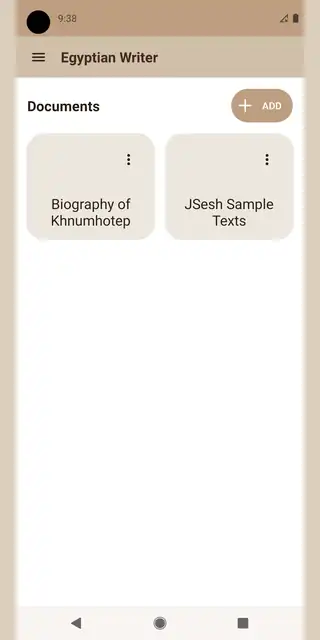 9:38
Egyptian Writer
Documents
ADD
Biography of
Khnumhotep
JSesh Sample
Texts